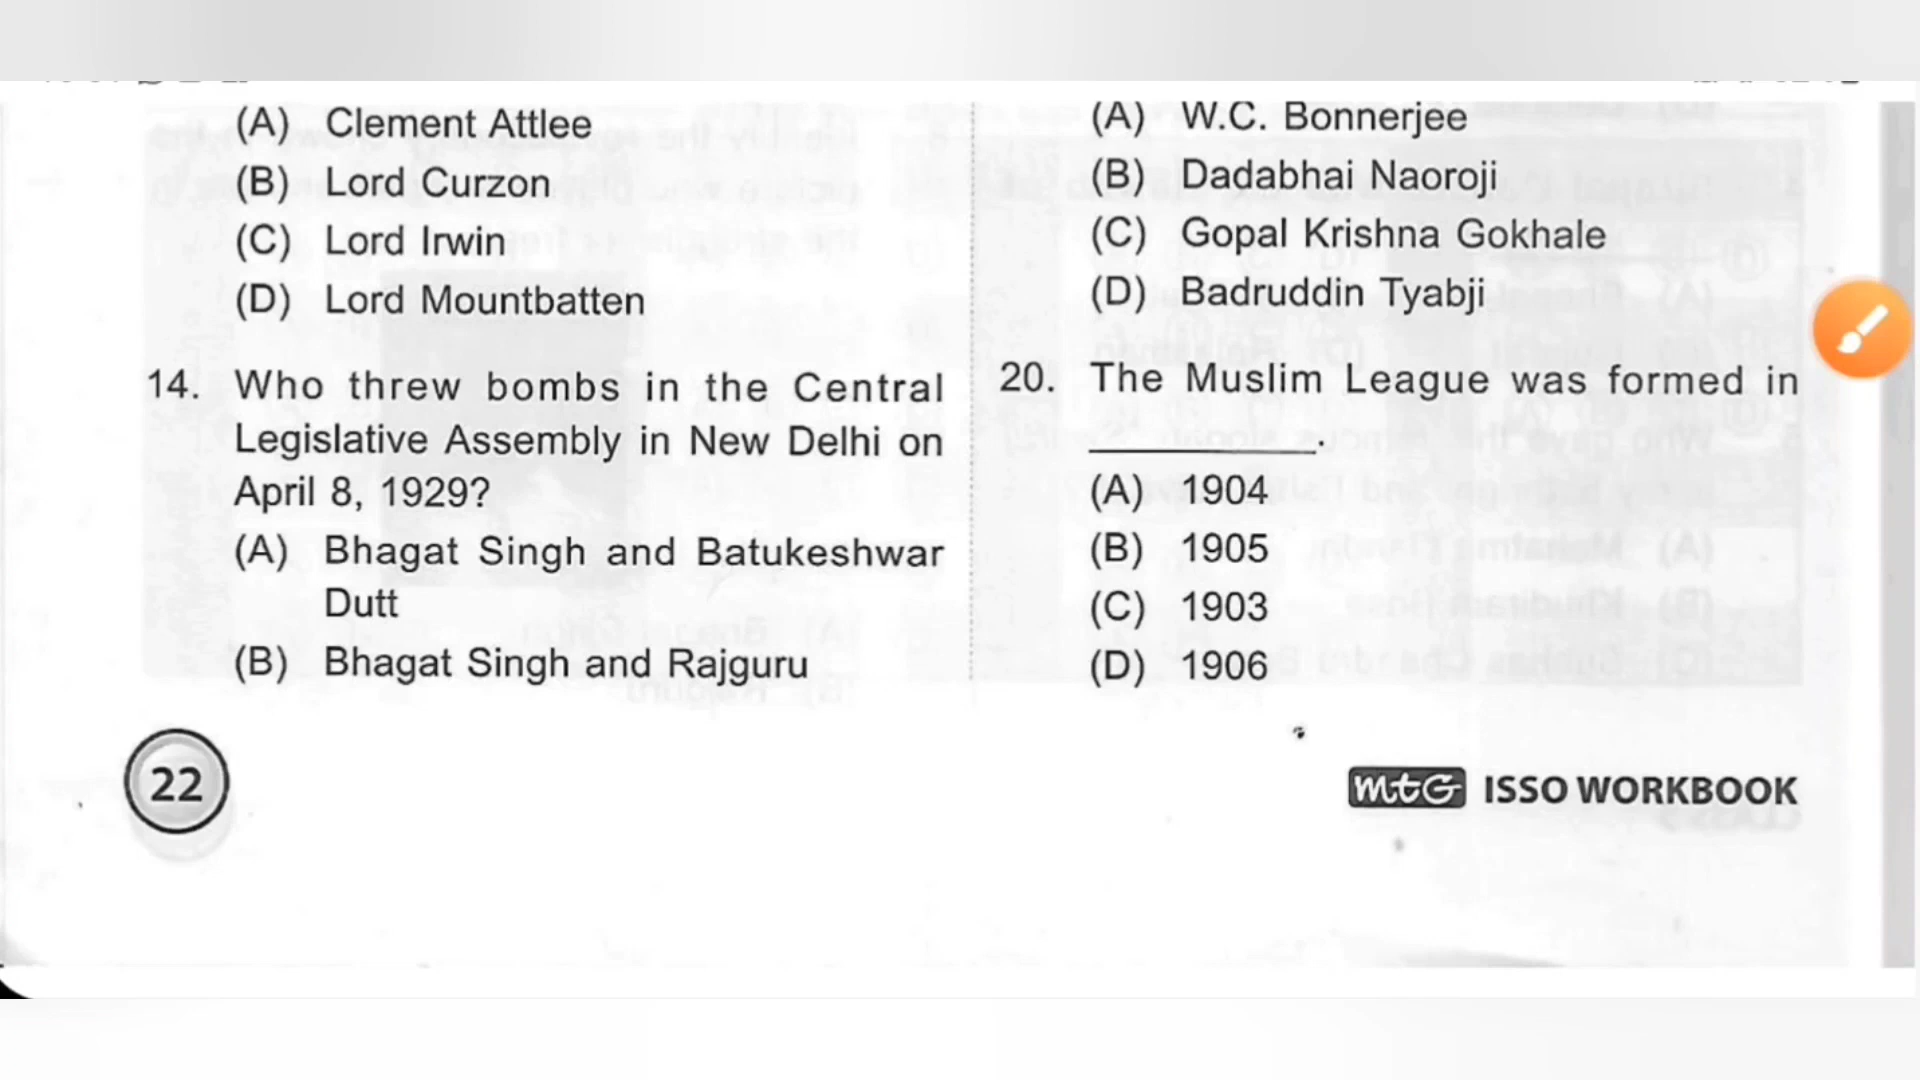 (A) Clement Attlee
(B) Lord Curzon
(C) Lord Irwin
(D) Lord Mountbatten
14. Who threw bombs in the Central
Legislative Assembly in New Delhi on
April 8, 1929?
(A) Bhagat Singh and Batukeshwar
Dutt
(B) Bhagat Singh and Rajguru
(A) W.C. Bonnerjee
(B) Dadabhai Naoroji
(C) Gopal Krishna Gokhale
(D) Badruddin Tyabji
20. The Muslim League was formed in
____________.
(A) 1904
(B) 1905
(C) 1903
(D) 1906
22
mtG ISSO WORKBOOK